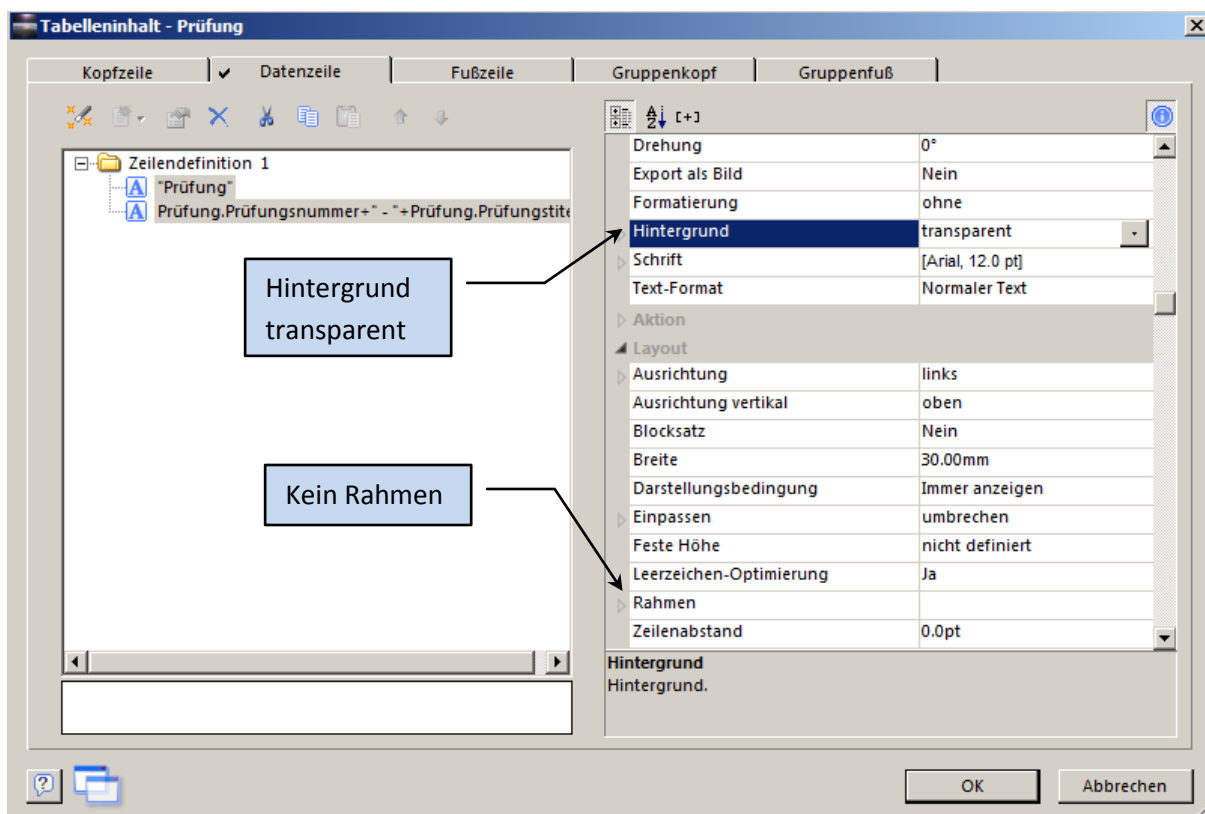 Tabelleninhalt - Prüfung
Kopfzeile
Datenzeile
Fußzeile
Gruppenkopf
Gruppenfuß
Zeilendefinition 1
"Prüfung"
Prüfung.Prüfungsnummer+" - "+Prüfung.Prüfungstite
Hintergrund
transparent
Kein Rahmen
Drehung 0°
Export als Bild Nein
Formatierung ohne
Hintergrund transparent
Schrift [Arial, 12.0 pt]
Text-Format Normaler Text
Aktion
Layout
Ausrichtung links
Ausrichtung vertikal oben
Blocksatz Nein
Breite 30.00mm
Darstellungsbedingung Immer anzeigen
Einpassen umbrechen
Feste Höhe nicht definiert
Leerzeichen-Optimierung Ja
Rahmen
Zeilenabstand 0.0pt
Hintergrund
Hintergrund.
OK
Abbrechen